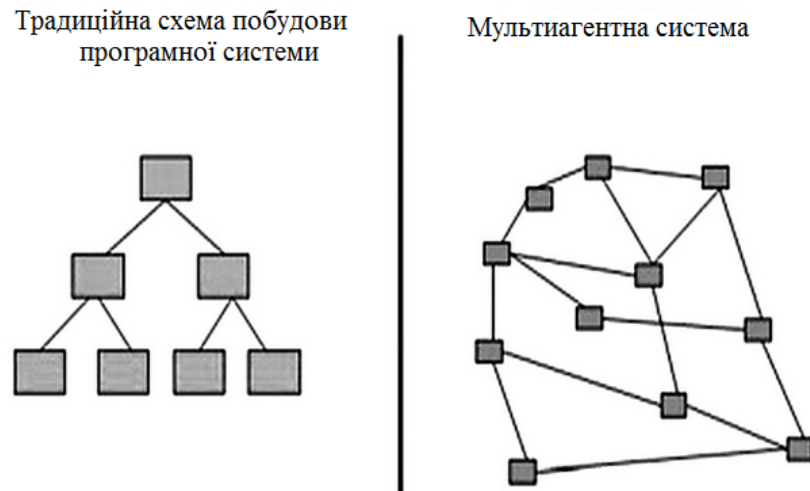 Традиційна схема побудови
програмної системи
Мультиагентна система